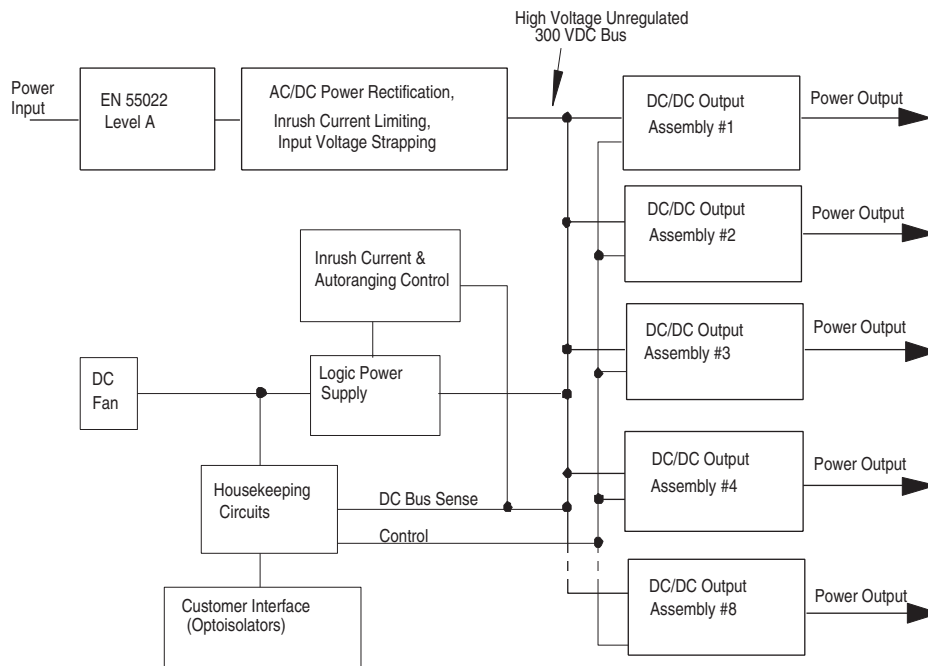 High Voltage Unregulated
300 VDC Bus
Power
Input
EN 55022
Level A
AC/DC Power Rectification,
Inrush Current Limiting,
Input Voltage Strapping
DC/DC Output
Assembly #1
Power Output
DC/DC Output
Assembly #2
Power Output
Inrush Current &
Autoranging Control
DC/DC Output
Assembly #3
Power Output
DC
Fan
Logic Power
Supply
DC/DC Output
Assembly #4
Power Output
Housekeeping
Circuits
DC Bus Sense
Control
DC/DC Output
Assembly #8
Power Output
Customer Interface
(Optoisolators)